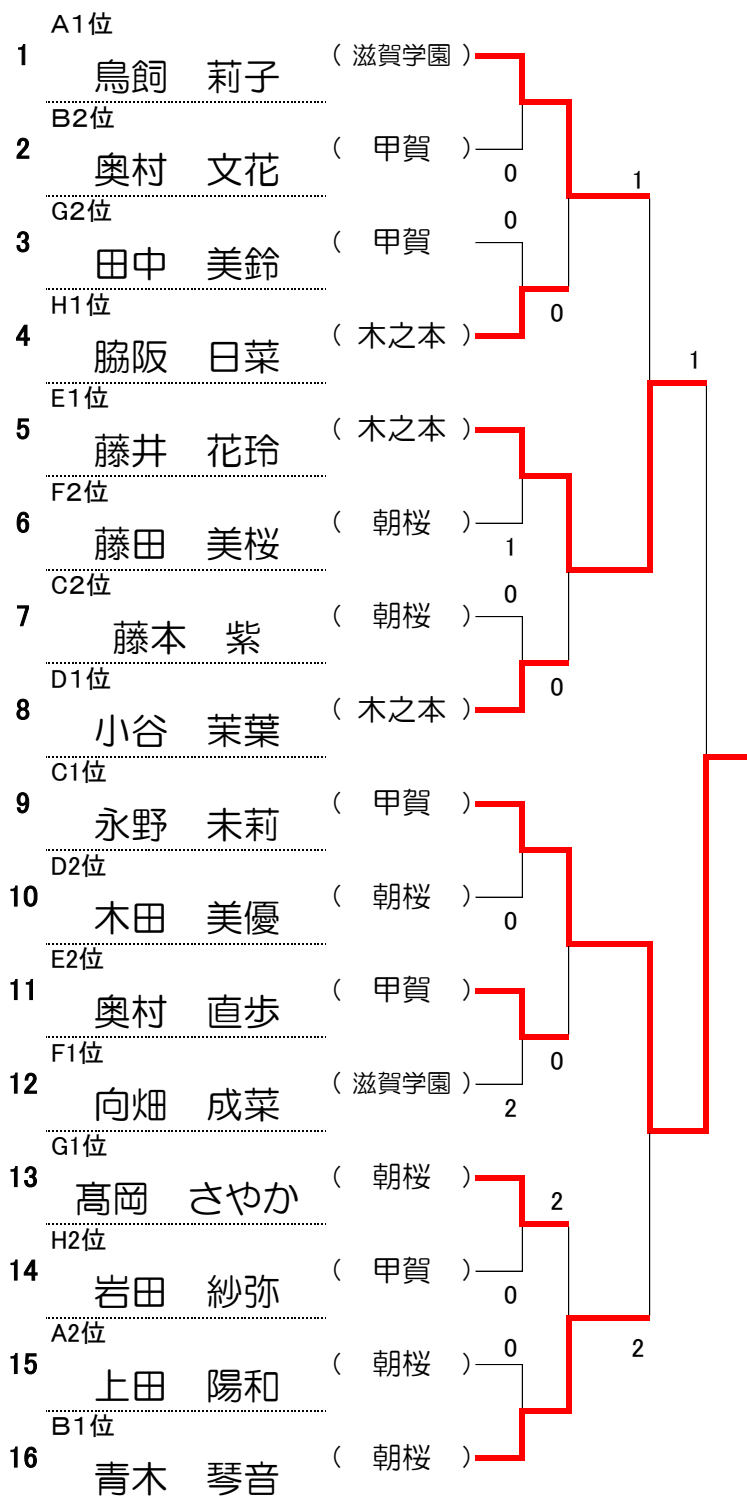 A1位
1 鳥飼 莉子 ( 滋賀学園 )
B2位
2 奥村 文花 ( 甲賀 )
0
G2位
0
3 田中 美鈴 ( 甲賀
H1位
4 脇阪 日菜 ( 木之本 )
0
1
E1位
5 藤井 花玲 ( 木之本 )
1
F2位
6 藤田 美桜 ( 朝桜 )
1
C2位
0
7 藤本 紫 ( 朝桜 )
D1位
8 小谷 茉葉 ( 木之本 )
0
C1位
9 永野 未莉 ( 甲賀 )
D2位
10 木田 美優 ( 朝桜 )
0
E2位
11 奥村 直歩 ( 甲賀 )
0
F1位
12 向畑 成菜 ( 滋賀学園 )
2
G1位
13 髙岡 さやか ( 朝桜 )
2
H2位
14 岩田 紗弥 ( 甲賀 )
0
A2位
0
2
15 上田 陽和 ( 朝桜 )
B1位
16 青木 琴音 ( 朝桜 )